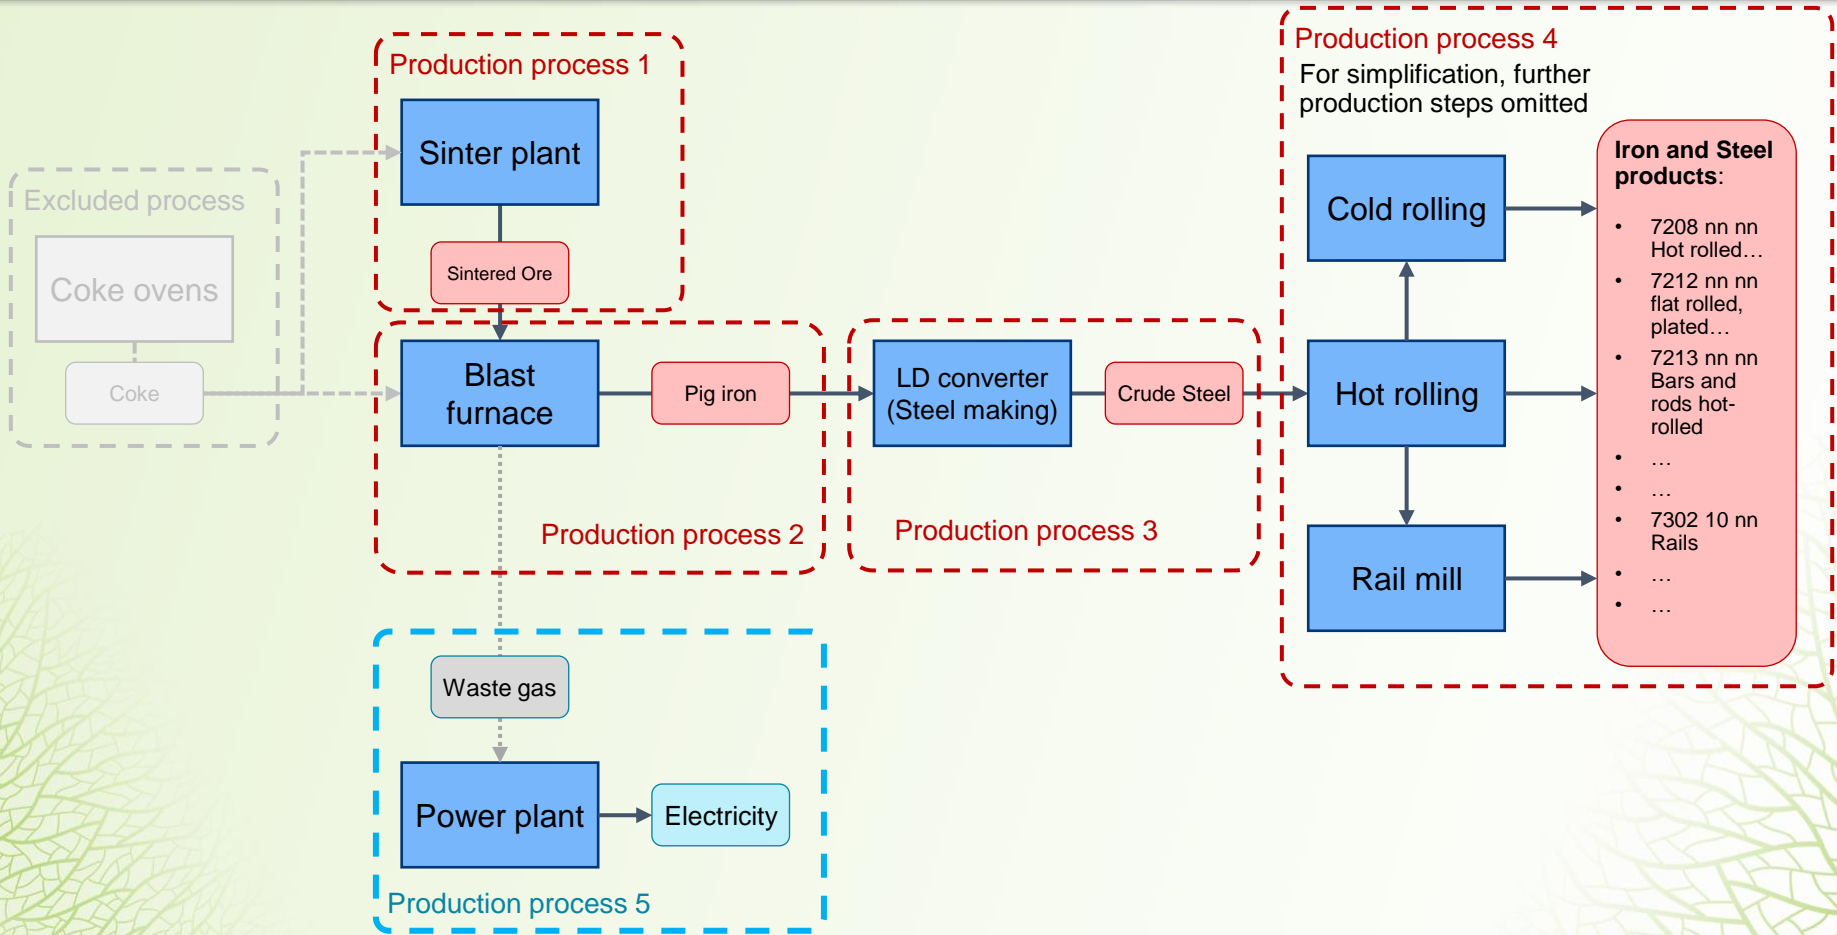 Production process 1
Sinter plant
Sintered Ore
Excluded process
Coke ovens
Coke
Blast
furnace
Pig iron
Production process 2
LD converter
(Steel making)
Crude Steel
Production process 3
Waste gas
Power plant
Electricity
Production process 5
Production process 4
For simplification, further
production steps omitted
Cold rolling
Hot rolling
Rail mill
Iron and Steel
products:
• 7208 nn nn
Hot rolled…
• 7212 nn nn
flat rolled,
plated…
• 7213 nn nn
Bars and
rods hot-
rolled
• …
• …
• 7302 10 nn
Rails
• …
• …